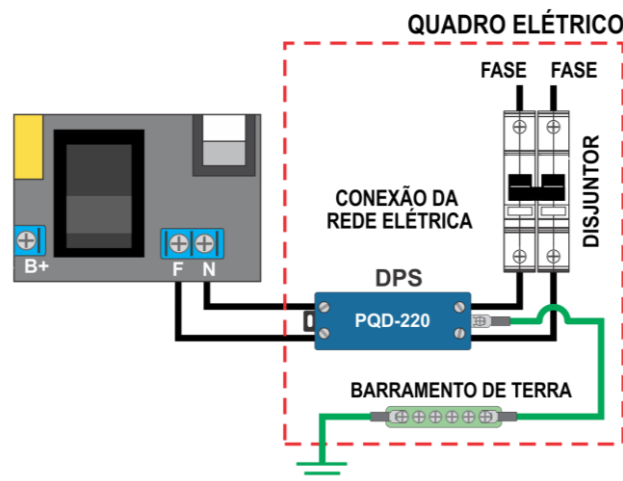 QUADRO ELÉTRICO
FASE FASE
DISJUNTOR
CONEXÃO DA
REDE ELÉTRICA
B+
F N
DPS
PQD-220
BARRAMENTO DE TERRA